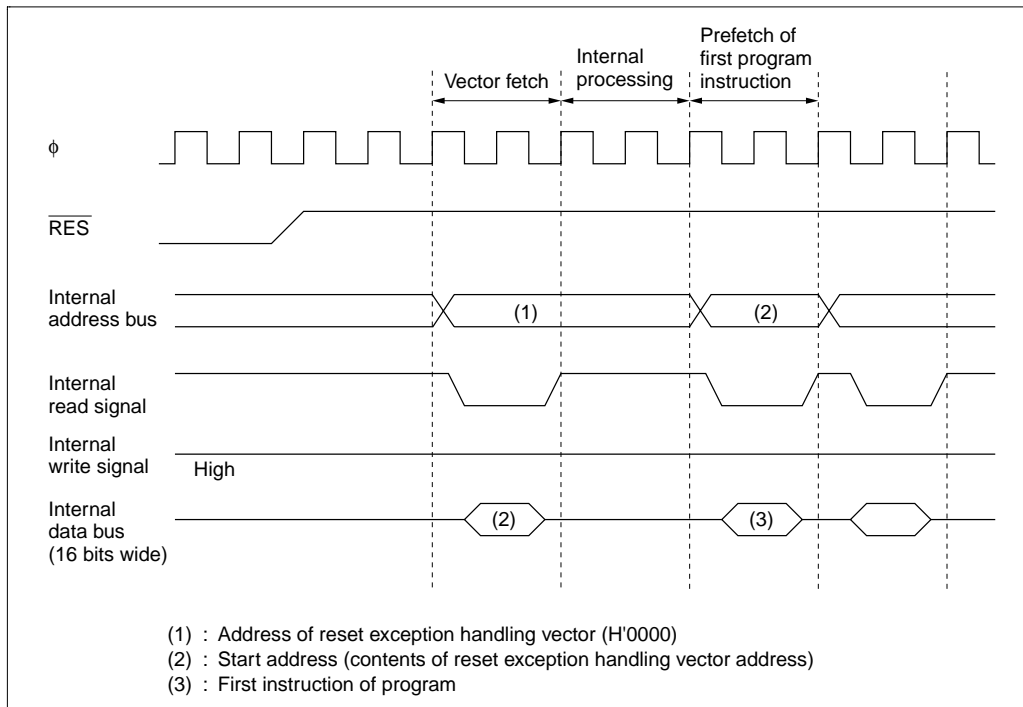 Prefetch of
first program
instruction
Internal
processing
Vector fetch
φ
RES
Internal
address bus
(1)
(2)
Internal
read signal
Internal
write signal
High
Internal
data bus
(16 bits wide)
(2)
(3)
(1) : Address of reset exception handling vector (H'0000)
(2) : Start address (contents of reset exception handling vector address)
(3) : First instruction of program